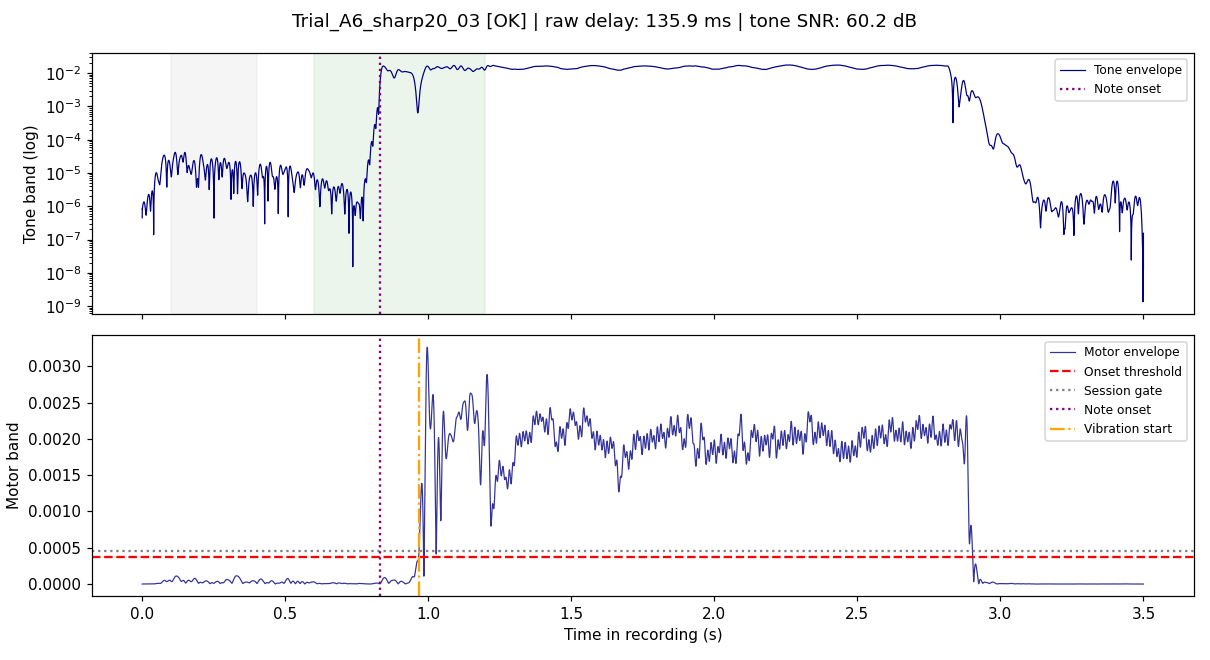 Trial_A6_sharp20_03 [OK] | raw delay: 135.9 ms | tone SNR: 60.2 dB
Tone band (log)
10⁻²
10⁻³
10⁻⁴
10⁻⁵
10⁻⁶
10⁻⁷
10⁻⁸
10⁻⁹
Tone envelope
Note onset
Motor band
0.0030
0.0025
0.0020
0.0015
0.0010
0.0005
0.0000
Motor envelope
Onset threshold
Session gate
Note onset
Vibration start
0.0 0.5 1.0 1.5 2.0 2.5 3.0 3.5
Time in recording (s)